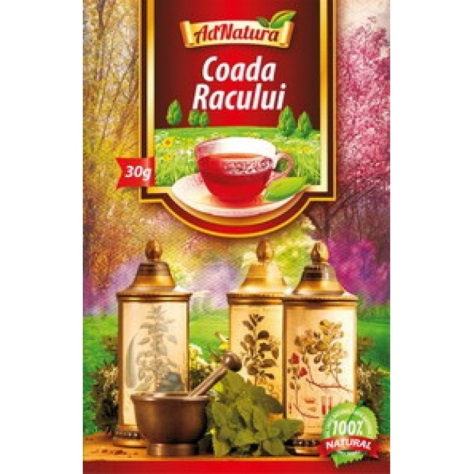 AdNatura
Coada
Racului
30g
100%
NATURAL